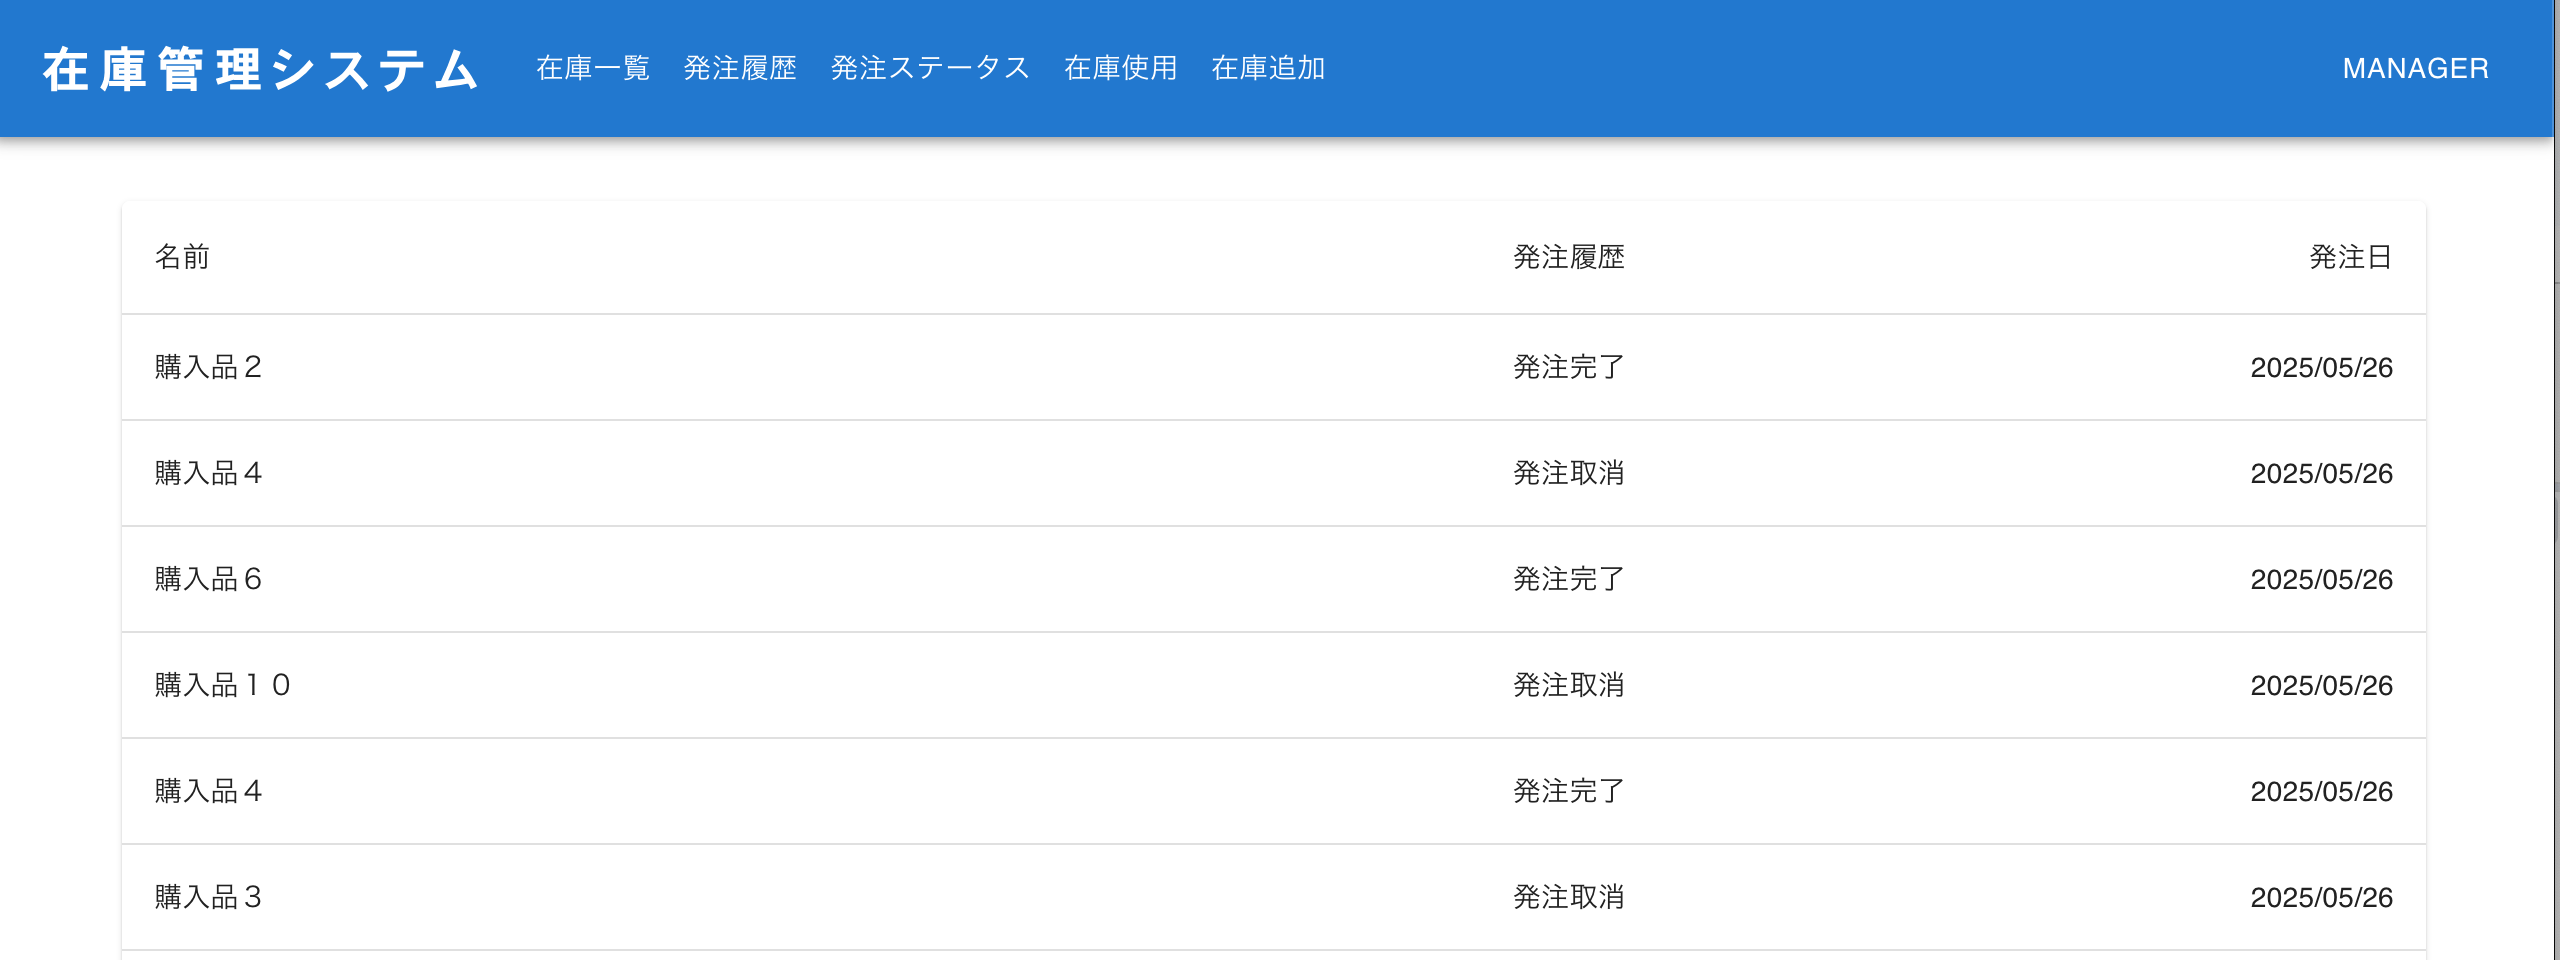 在庫管理システム 在庫一覧 発注履歴 発注ステータス 在庫使用 在庫追加 MANAGER
名前 発注履歴 発注日
購入品２ 発注完了 2025/05/26
購入品４ 発注取消 2025/05/26
購入品６ 発注完了 2025/05/26
購入品１０ 発注取消 2025/05/26
購入品４ 発注完了 2025/05/26
購入品３ 発注取消 2025/05/26